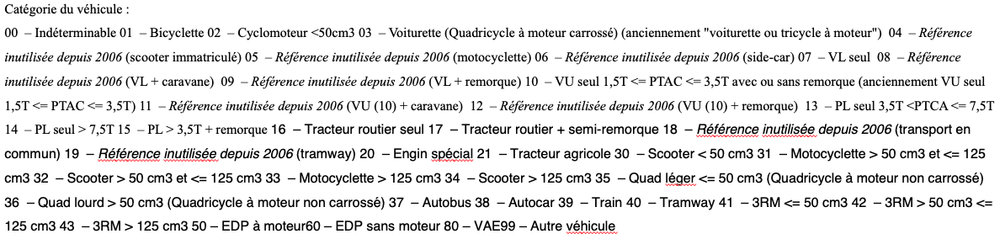 Catégorie du véhicule :
00 – Indéterminable 01 – Bicyclette 02 – Cyclomoteur <50cm3 03 – Voiturette (Quadricycle à moteur carrossé) (anciennement "voiturette ou tricycle à moteur") 04 – Référence
inutilisée depuis 2006 (scooter immatriculé) 05 – Référence inutilisée depuis 2006 (motocyclette) 06 – Référence inutilisée depuis 2006 (side-car) 07 – VL seul 08 – Référence
inutilisée depuis 2006 (VL + caravane) 09 – Référence inutilisée depuis 2006 (VL + remorque) 10 – VU seul 1,5T <= PTAC <= 3,5T avec ou sans remorque (anciennement VU seul
1,5T <= PTAC <= 3,5T) 11 – Référence inutilisée depuis 2006 (VU (10) + caravane) 12 – Référence inutilisée depuis 2006 (VU (10) + remorque) 13 – PL seul 3,5T <PTCA <= 7,5T
14 – PL seul > 7,5T 15 – PL > 3,5T + remorque 16 – Tracteur routier seul 17 – Tracteur routier + semi-remorque 18 – Référence inutilisée depuis 2006 (transport en
commun) 19 – Référence inutilisée depuis 2006 (tramway) 20 – Engin spécial 21 – Tracteur agricole 30 – Scooter < 50 cm3 31 – Motocyclette > 50 cm3 et <= 125
cm3 32 – Scooter > 50 cm3 et <= 125 cm3 33 – Motocyclette > 125 cm3 34 – Scooter > 125 cm3 35 – Quad léger <= 50 cm3 (Quadricycle à moteur non carrossé)
36 – Quad lourd > 50 cm3 (Quadricycle à moteur non carrossé) 37 – Autobus 38 – Autocar 39 – Train 40 – Tramway 41 – 3RM <= 50 cm3 42 – 3RM > 50 cm3 <=
125 cm3 43 – 3RM > 125 cm3 50 – EDP à moteur60 – EDP sans moteur 80 – VAE99 – Autre véhicule